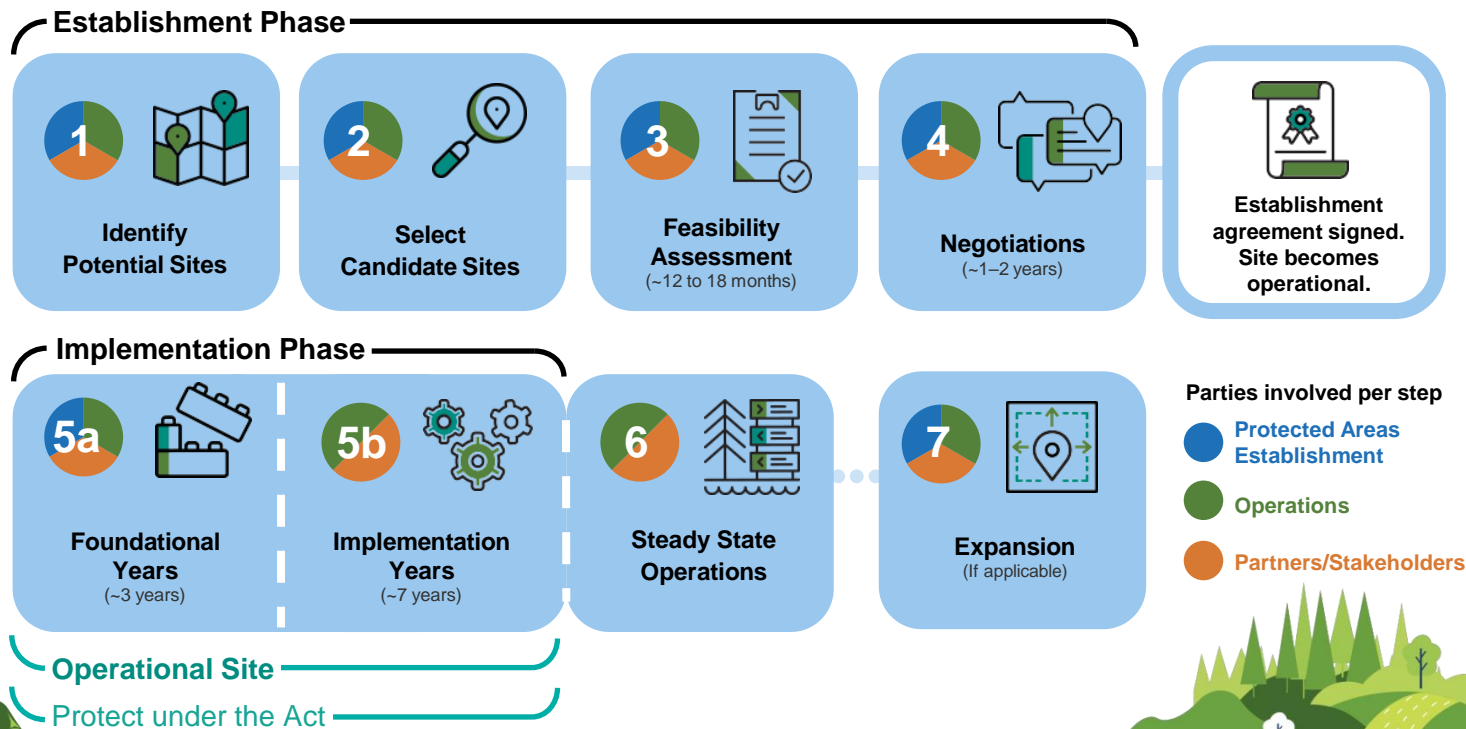 Establishment Phase
1
Identify
Potential Sites
2
Select
Candidate Sites
3
Feasibility
Assessment
(~12 to 18 months)
4
Negotiations
(~1–2 years)
Establishment
agreement signed.
Site becomes
operational.
Implementation Phase
5a
Foundational
Years
(~3 years)
5b
Implementation
Years
(~7 years)
6
Steady State
Operations
7
Expansion
(If applicable)
Parties involved per step
Protected Areas
Establishment
Operations
Partners/Stakeholders
Operational Site
Protect under the Act